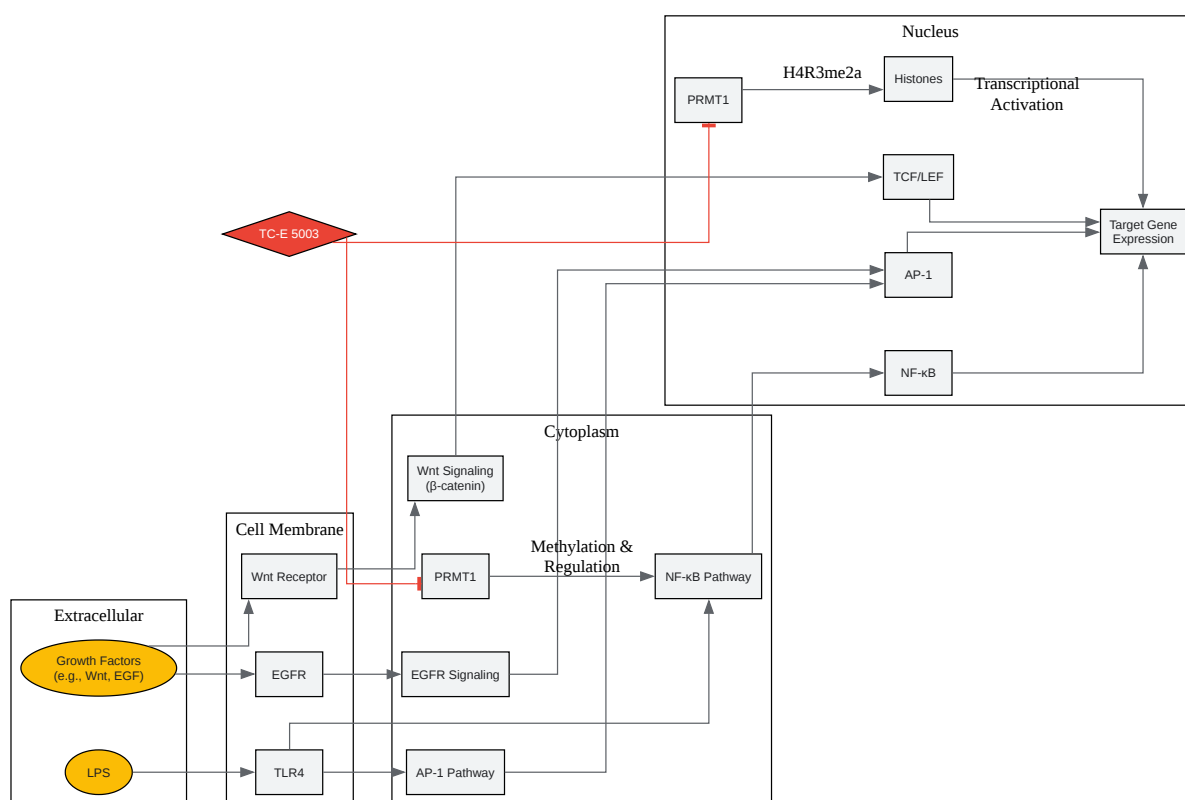 Nucleus
H4R3me2a
Histones
PRMT1
Transcriptional
Activation
TCF/LEF
TC-E 5003
Target Gene
Expression
AP-1
NF-κB
Cytoplasm
Wnt Signaling
(β-catenin)
Cell Membrane
Methylation &
Regulation
Wnt Receptor
PRMT1
NF-κB Pathway
Extracellular
Growth Factors
(e.g., Wnt, EGF)
EGFR
EGFR Signaling
LPS
TLR4
AP-1 Pathway